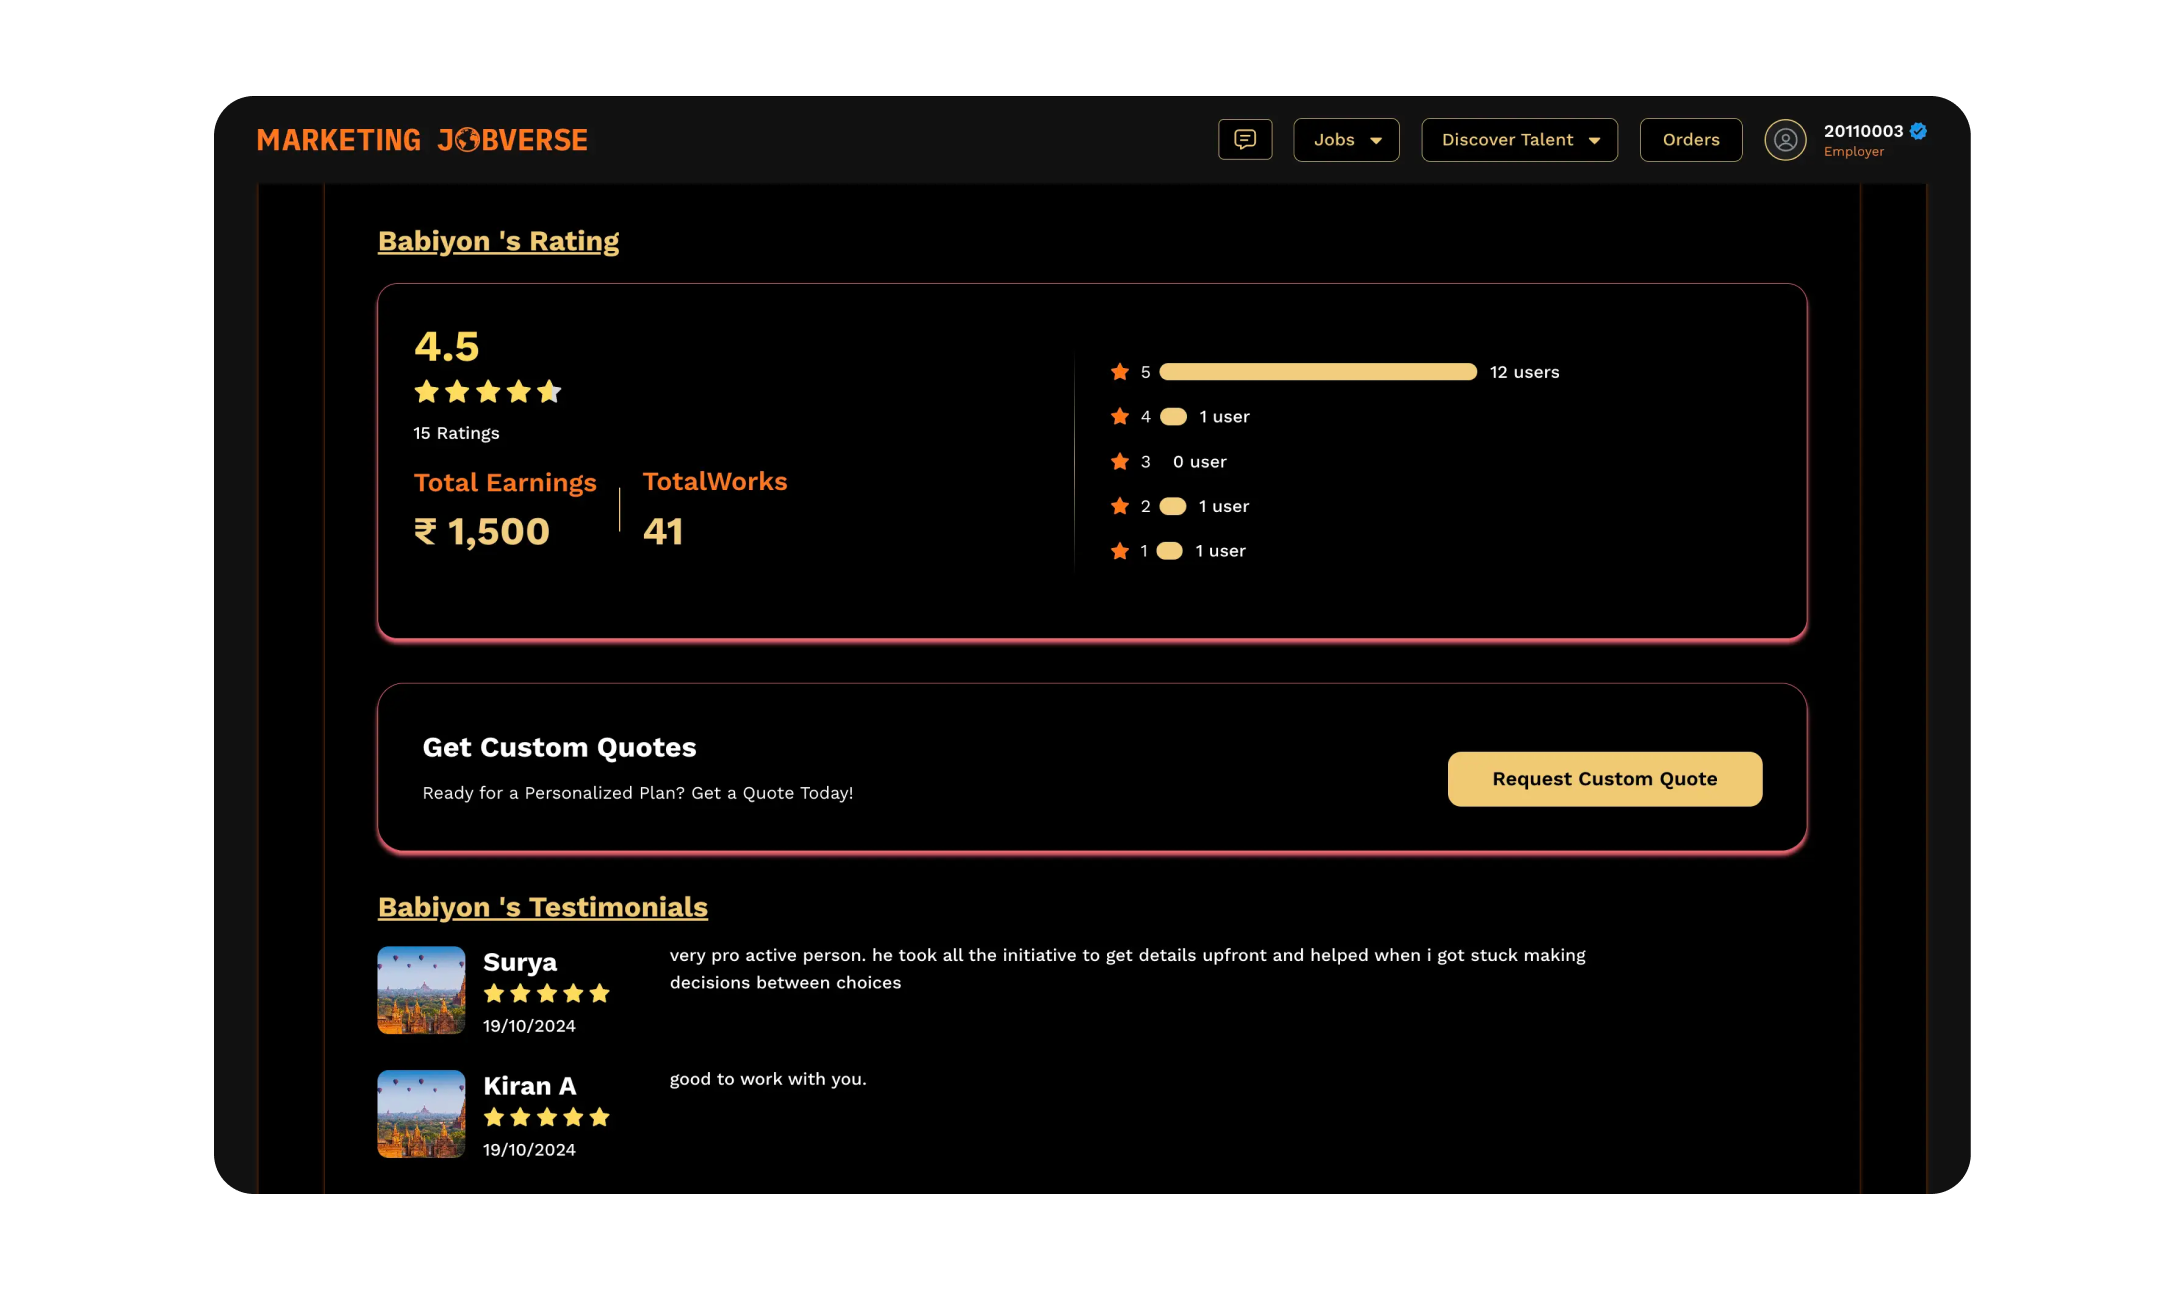 MARKETING JOBVERSE
Jobs
Discover Talent
Orders
20110003
Employer
Babiyon 's Rating
4.5
15 Ratings
Total Earnings
₹ 1,500
TotalWorks
41
5 12 users
4 1 user
3 0 user
2 1 user
1 1 user
Get Custom Quotes
Ready for a Personalized Plan? Get a Quote Today!
Request Custom Quote
Babiyon 's Testimonials
Surya
19/10/2024
very pro active person. he took all the initiative to get details upfront and helped when i got stuck making
decisions between choices
Kiran A
19/10/2024
good to work with you.